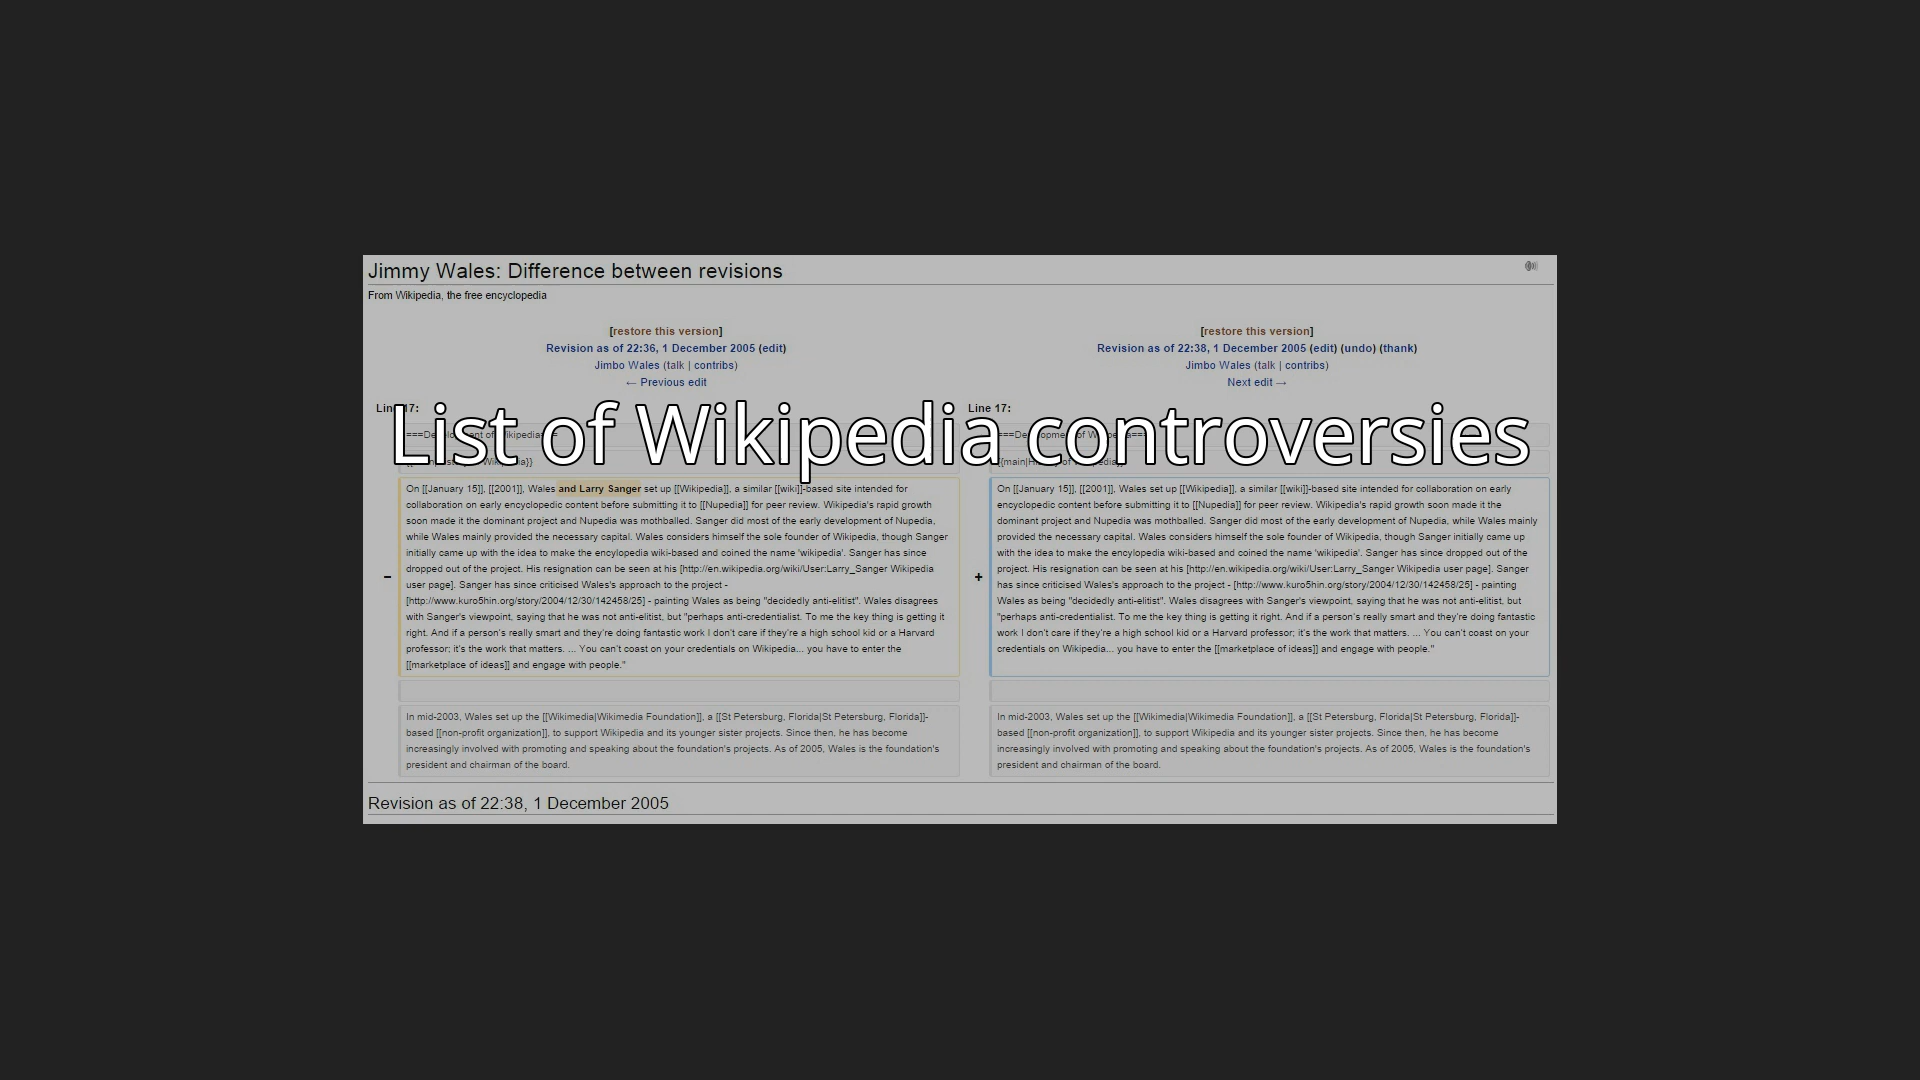 Jimmy Wales: Difference between revisions
From Wikipedia, the free encyclopedia
[restore this version]
Revision as of 22:36, 1 December 2005 (edit)
Jimbo Wales (talk | contribs)
← Previous edit
[restore this version]
Revision as of 22:38, 1 December 2005 (edit) (undo) (thank)
Jimbo Wales (talk | contribs)
Next edit →
Line 17:
Line 17:
List of Wikipedia controversies
On [[January 15]], [[2001]], Wales and Larry Sanger set up [[Wikipedia]], a similar [[wiki]]-based site intended for
collaboration on early encyclopedic content before submitting it to [[Nupedia]] for peer review. Wikipedia's rapid growth
soon made it the dominant project and Nupedia was mothballed. Sanger did most of the early development of Nupedia,
while Wales mainly provided the necessary capital. Wales considers himself the sole founder of Wikipedia, though Sanger
initially came up with the idea to make the encylopedia wiki-based and coined the name 'wikipedia'. Sanger has since
dropped out of the project. His resignation can be seen at his [http://en.wikipedia.org/wiki/User:Larry_Sanger Wikipedia
user page]. Sanger has since criticised Wales's approach to the project -
[http://www.kuro5hin.org/story/2004/12/30/142458/25] - painting Wales as being "decidedly anti-elitist". Wales disagrees
with Sanger's viewpoint, saying that he was not anti-elitist, but "perhaps anti-credentialist. To me the key thing is getting it
right. And if a person's really smart and they're doing fantastic work I don't care if they're a high school kid or a Harvard
professor; it's the work that matters. ... You can't coast on your credentials on Wikipedia... you have to enter the
[[marketplace of ideas]] and engage with people."
−
+
On [[January 15]], [[2001]], Wales set up [[Wikipedia]], a similar [[wiki]]-based site intended for collaboration on early
encyclopedic content before submitting it to [[Nupedia]] for peer review. Wikipedia's rapid growth soon made it the
dominant project and Nupedia was mothballed. Sanger did most of the early development of Nupedia, while Wales mainly
provided the necessary capital. Wales considers himself the sole founder of Wikipedia, though Sanger initially came up
with the idea to make the encylopedia wiki-based and coined the name 'wikipedia'. Sanger has since dropped out of the
project. His resignation can be seen at his [http://en.wikipedia.org/wiki/User:Larry_Sanger Wikipedia user page]. Sanger
has since criticised Wales's approach to the project - [http://www.kuro5hin.org/story/2004/12/30/142458/25] - painting
Wales as being "decidedly anti-elitist". Wales disagrees with Sanger's viewpoint, saying that he was not anti-elitist, but
"perhaps anti-credentialist. To me the key thing is getting it right. And if a person's really smart and they're doing fantastic
work I don't care if they're a high school kid or a Harvard professor; it's the work that matters. ... You can't coast on your
credentials on Wikipedia... you have to enter the [[marketplace of ideas]] and engage with people."
In mid-2003, Wales set up the [[Wikimedia|Wikimedia Foundation]], a [[St Petersburg, Florida|St Petersburg, Florida]]-
based [[non-profit organization]], to support Wikipedia and its younger sister projects. Since then, he has become
increasingly involved with promoting and speaking about the foundation's projects. As of 2005, Wales is the foundation's
president and chairman of the board.
In mid-2003, Wales set up the [[Wikimedia|Wikimedia Foundation]], a [[St Petersburg, Florida|St Petersburg, Florida]]-
based [[non-profit organization]], to support Wikipedia and its younger sister projects. Since then, he has become
increasingly involved with promoting and speaking about the foundation's projects. As of 2005, Wales is the foundation's
president and chairman of the board.
Revision as of 22:38, 1 December 2005